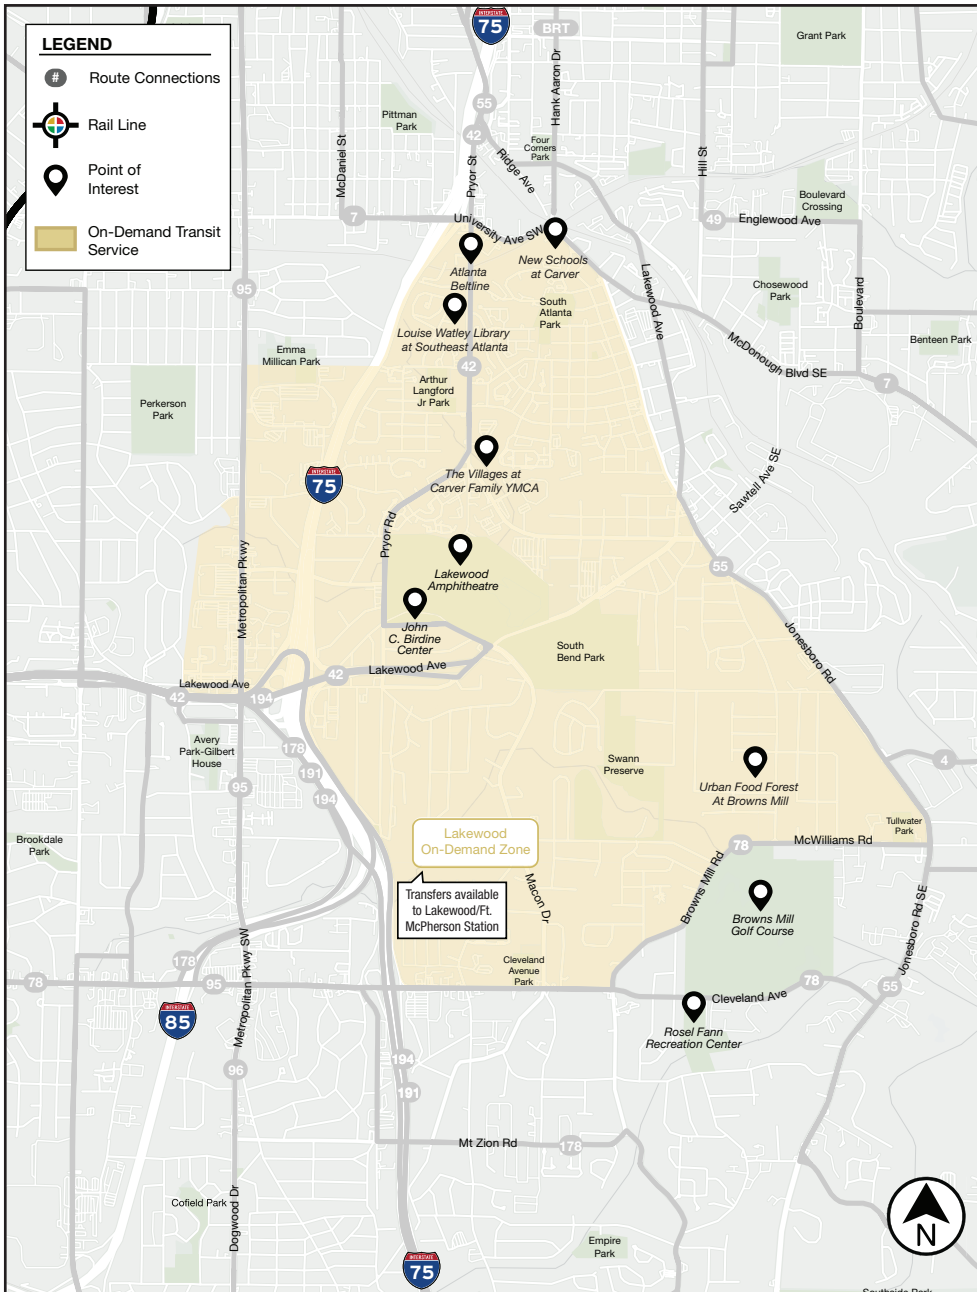 LEGEND
# Route Connections
Rail Line
Point of
Interest
On-Demand Transit
Service
INTERSTATE
75
BRT
Hank Aaron Dr
Grant Park
Pittman
Park
55
42
Four
Corners
Park
Ridge Ave
McDaniel St
Pryor St
Hill St
Boulevard
Crossing
7
University Ave SW
49
Englewood Ave
New Schools
at Carver
Atlanta
Beltline
Lakewood Ave
Chosewood
Park
Boulevard
95
South
Atlanta
Park
Louise Watley Library
at Southeast Atlanta
Benteen Park
Emma
Millican Park
42
McDonough Blvd SE
7
Arthur
Langford
Jr Park
Perkerson
Park
INTERSTATE
75
The Villages at
Carver Family YMCA
Sawtell Ave SE
Pryor Rd
Metropolitan Pkwy
Lakewood
Amphitheatre
55
John
C. Birdine
Center
South
Bend Park
Jonesboro Rd
Lakewood Ave
42
Lakewood Ave
42
194
Avery
Park-Gilbert
House
178
191
194
95
Swann
Preserve
4
Urban Food Forest
At Browns Mill
Tullwater
Park
Brookdale
Park
Lakewood
On-Demand Zone
78
McWilliams Rd
Transfers available
to Lakewood/Ft.
McPherson Station
Macon Dr
Browns Mill Rd
Browns Mill
Golf Course
Jonesboro Rd SE
Metropolitan Pkwy SW
178
Cleveland
Avenue
Park
78
95
78
55
Cleveland Ave
INTERSTATE
85
Rosel Fann
Recreation Center
96
194
191
Mt Zion Rd
178
Cofield Park
Dogwood Dr
Empire
Park
INTERSTATE
75
N
Southside Park